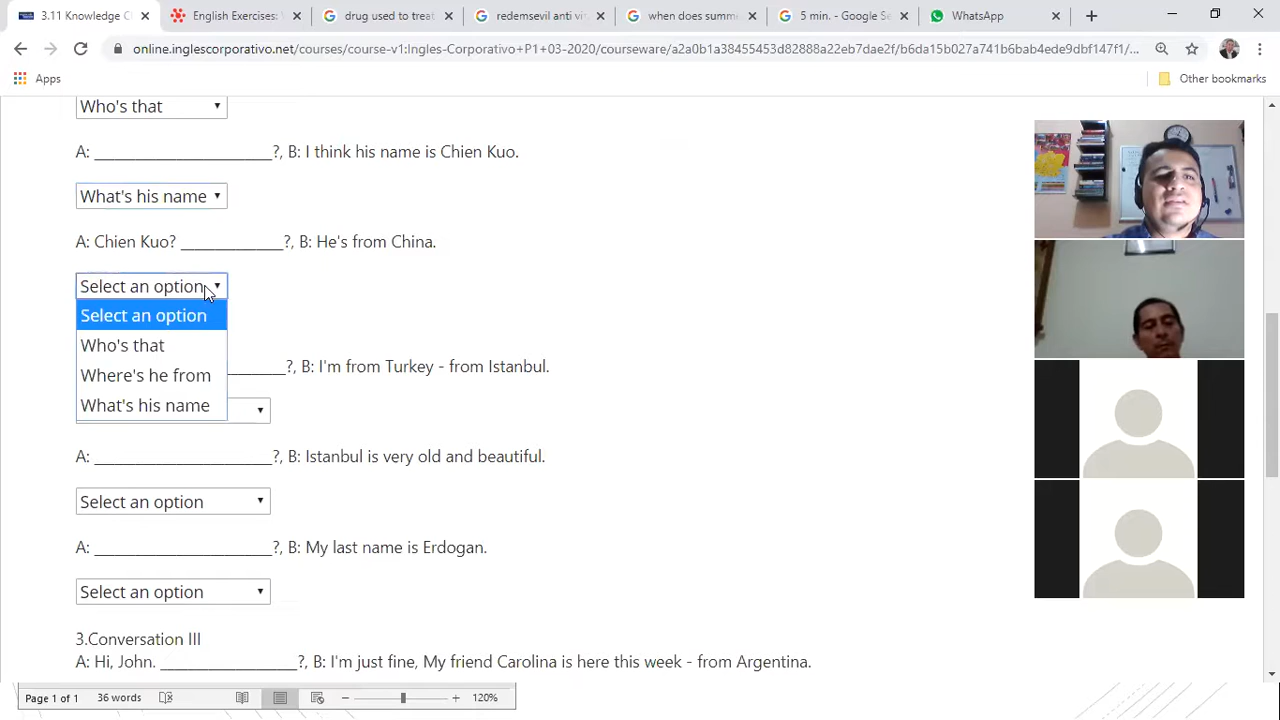 3.11 Knowledge C
English Exercises:
drug used to treat
redemsevil anti vi
when does summ
5 min. - Google Se
WhatsApp
online.inglescorporativo.net/courses/course-v1:Ingles-Corporativo+P1+03-2020/courseware/a2a0b1a38455453d82888a22eb7dae2f/b6da15b027a741b6bab4ede9dbf147f1/...
Apps
Other bookmarks
Who's that
A: ______________________?, B: I think his name is Chien Kuo.
What's his name
A: Chien Kuo? _____________?, B: He's from China.
Select an option
Select an option
Who's that
Where's he from
What's his name
?, B: I'm from Turkey - from Istanbul.
A: ______________________?, B: Istanbul is very old and beautiful.
Select an option
A: ______________________?, B: My last name is Erdogan.
Select an option
3.Conversation III
A: Hi, John. _________________?, B: I'm just fine, My friend Carolina is here this week - from Argentina.
Page 1 of 1
36 words
120%